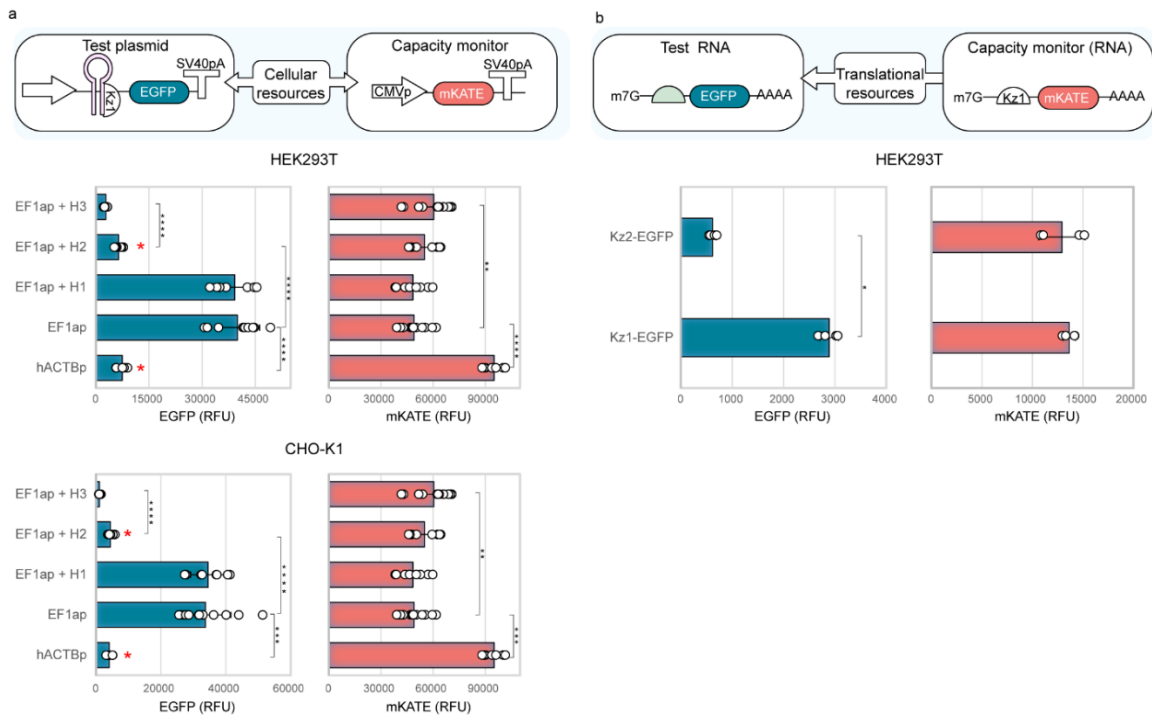 a
Test plasmid
SV40pA
Kz1
EGFP
Cellular
resources
Capacity monitor
SV40pA
CMVp
mKATE
b
Test RNA
m7G
EGFP
AAAA
Translational
resources
Capacity monitor (RNA)
m7G
Kz1
mKATE
AAAA
HEK293T
EF1ap + H3
EF1ap + H2
EF1ap + H1
EF1ap
hACTBp
****
*
****
****
*
0 15000 30000 45000
EGFP (RFU)
**
****
0 30000 60000 90000
mKATE (RFU)
HEK293T
Kz2-EGFP
Kz1-EGFP
*
0 1000 2000 3000 4000
EGFP (RFU)
0 5000 10000 15000 20000
mKATE (RFU)
CHO-K1
EF1ap + H3
EF1ap + H2
EF1ap + H1
EF1ap
hACTBp
****
*
****
***
*
0 20000 40000 60000
EGFP (RFU)
**
***
0 30000 60000 90000
mKATE (RFU)